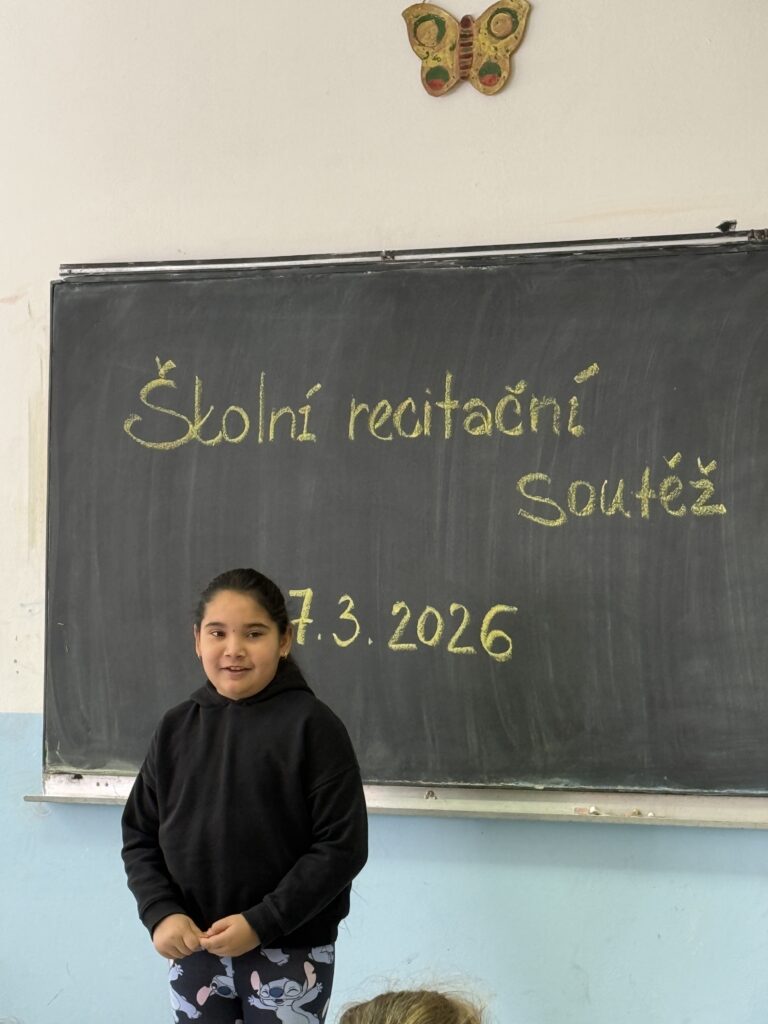 Školní recitační
soutěž
7.3.2026